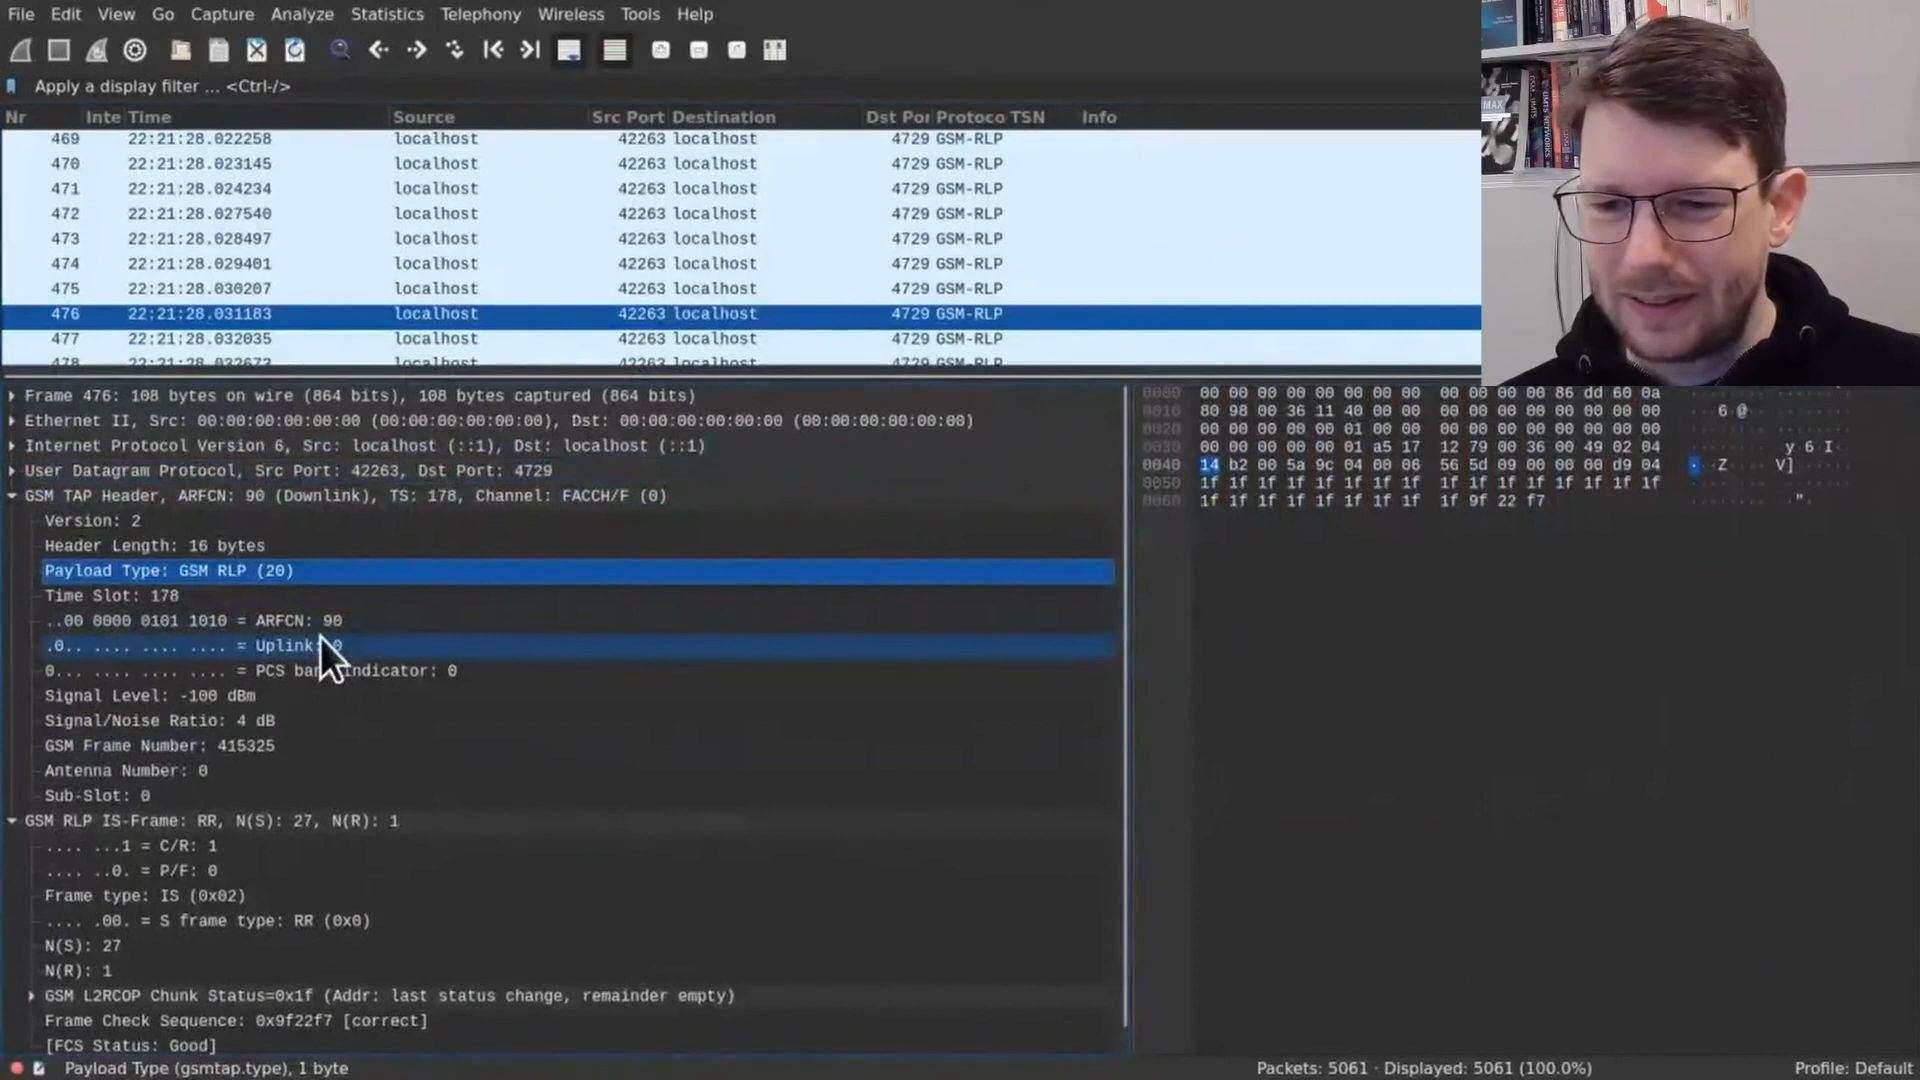 File Edit View Go Capture Analyze Statistics Telephony Wireless Tools Help
Apply a display filter ... <Ctrl-/>
Nr Inte Time Source Src Port Destination Dst Por Protoco TSN Info
469 22:21:28.022258 localhost 42263 localhost 4729 GSM-RLP
470 22:21:28.023145 localhost 42263 localhost 4729 GSM-RLP
471 22:21:28.024234 localhost 42263 localhost 4729 GSM-RLP
472 22:21:28.027540 localhost 42263 localhost 4729 GSM-RLP
473 22:21:28.028497 localhost 42263 localhost 4729 GSM-RLP
474 22:21:28.029401 localhost 42263 localhost 4729 GSM-RLP
475 22:21:28.030207 localhost 42263 localhost 4729 GSM-RLP
476 22:21:28.031183 localhost 42263 localhost 4729 GSM-RLP
477 22:21:28.032035 localhost 42263 localhost 4729 GSM-RLP
478 22:21:28.032673 localhost 42263 localhost 4729 GSM-RLP
Frame 476: 108 bytes on wire (864 bits), 108 bytes captured (864 bits)
Ethernet II, Src: 00:00:00:00:00:00 (00:00:00:00:00:00), Dst: 00:00:00:00:00:00 (00:00:00:00:00:00)
Internet Protocol Version 6, Src: localhost (::1), Dst: localhost (::1)
User Datagram Protocol, Src Port: 42263, Dst Port: 4729
GSM TAP Header, ARFCN: 90 (Downlink), TS: 178, Channel: FACCH/F (0)
Version: 2
Header Length: 16 bytes
Payload Type: GSM RLP (20)
Time Slot: 178
..00 0000 0101 1010 = ARFCN: 90
.0.. .... .... .... = Uplink: 0
0... .... .... .... = PCS band indicator: 0
Signal Level: -100 dBm
Signal/Noise Ratio: 4 dB
GSM Frame Number: 415325
Antenna Number: 0
Sub-Slot: 0
GSM RLP IS-Frame: RR, N(S): 27, N(R): 1
.... ...1 = C/R: 1
.... ..0. = P/F: 0
Frame type: IS (0x02)
.... .00. = S frame type: RR (0x0)
N(S): 27
N(R): 1
GSM L2RCOP Chunk Status=0x1f (Addr: last status change, remainder empty)
Frame Check Sequence: 0x9f22f7 [correct]
[FCS Status: Good]
0000 00 00 00 00 00 00 00 00 00 00 00 00 86 dd 60 0a
0010 80 98 00 36 11 40 00 00 00 00 00 00 00 00 00 00 ···6·@
0020 00 00 00 00 00 01 00 00 00 00 00 00 00 00 00 00
0030 00 00 00 00 00 01 a5 17 12 79 00 36 00 49 02 04 y·6·I·
0040 14 b2 00 5a 9c 04 00 06 56 5d 09 00 00 00 d9 04 ···Z V]
0050 1f 1f 1f 1f 1f 1f 1f 1f 1f 1f 1f 1f 1f 1f 1f 1f
0060 1f 1f 1f 1f 1f 1f 1f 1f 1f 9f 22 f7 ·"·
Payload Type (gsmtap.type), 1 byte
Packets: 5061 · Displayed: 5061 (100.0%)
Profile: Default